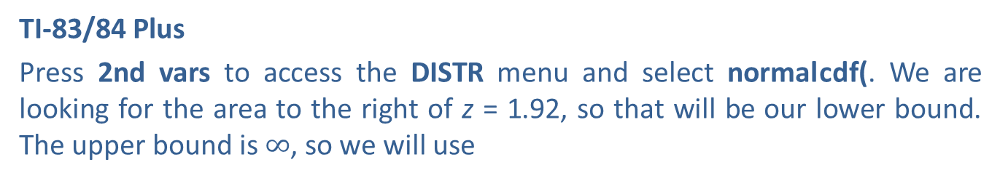 TI-83/84 Plus
Press 2nd vars to access the DISTR menu and select normalcdf(. We are
looking for the area to the right of z = 1.92, so that will be our lower bound.
The upper bound is ∞, so we will use